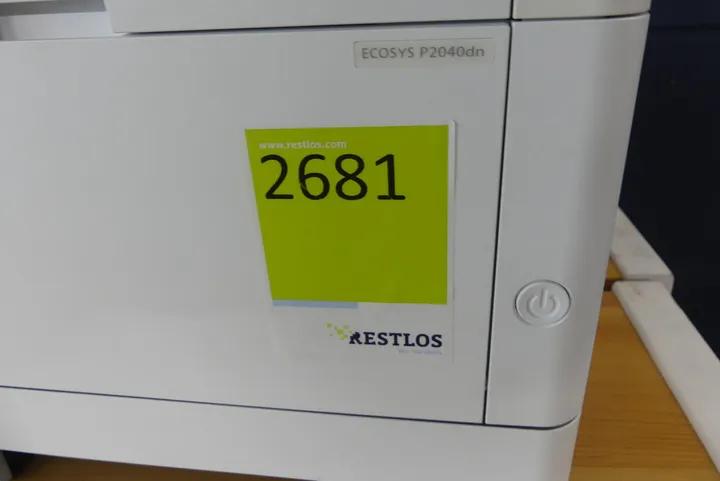 ECOSYS P2040dn
www.restlos.com
2681
RESTLOS